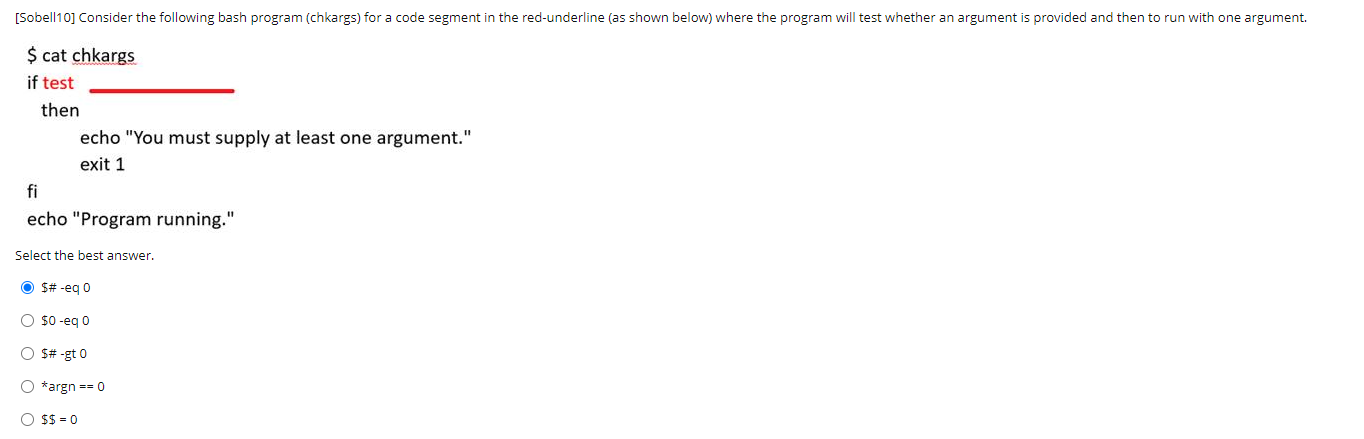 [Sobell10] Consider the following bash program (chkargs) for a code segment in the red-underline (as shown below) where the program will test whether an argument is provided and then to run with one argument.
$ cat chkargs
if test
then
echo "You must supply at least one argument."
exit 1
fi
echo "Program running."
Select the best answer.
$# -eq 0
$0 -eq 0
$# -gt 0
*argn == 0
$$ = 0